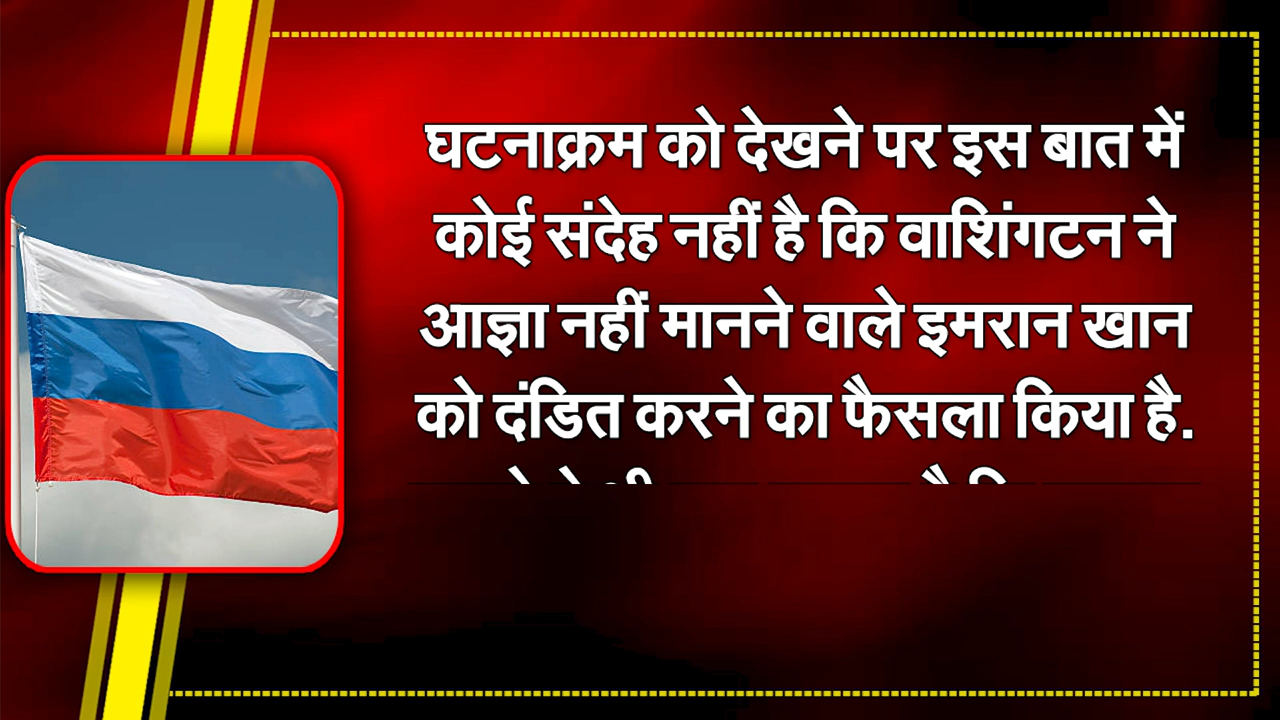 घटनाक्रम को देखने पर इस बात में
कोई संदेह नहीं है कि वाशिंगटन ने
आज्ञा नहीं मानने वाले इमरान खान
को दंडित करने का फैसला किया है.